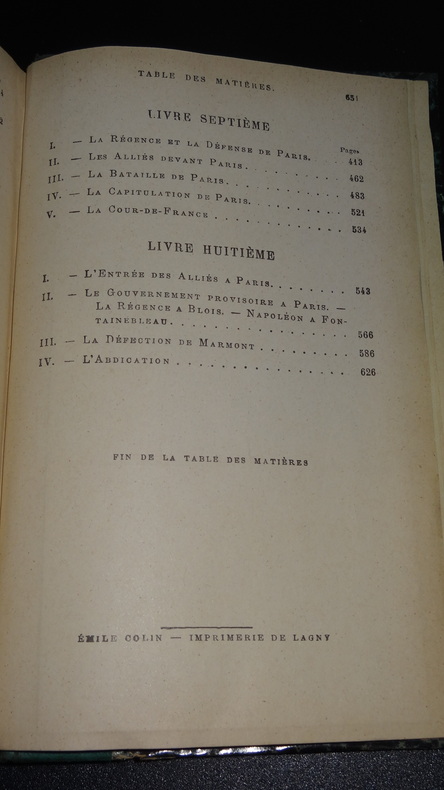 TABLE DES MATIÈRES.
651
LIVRE SEPTIÈME
Pages
I. — LA RÉGENCE ET LA DÉFENSE DE PARIS. 413
II. — LES ALLIÉS DEVANT PARIS. . . . . . . . . . 462
III. — LA BATAILLE DE PARIS. . . . . . . . . . . . 483
IV. — LA CAPITULATION DE PARIS. . . . . . . . . 521
V. — LA COUR-DE-FRANCE . . . . . . . . . . . . 534
LIVRE HUITIÈME
I. — L'ENTRÉE DES ALLIÉS A PARIS. . . . . . . . 543
II. — LE GOUVERNEMENT PROVISOIRE A PARIS. —
LA RÉGENCE A BLOIS. — NAPOLÉON A FON-
TAINEBLEAU. . . . . . . . . . . . . . . . . . 566
III. — LA DÉFECTION DE MARMONT . . . . . . . . . 586
IV. — L'ABDICATION . . . . . . . . . . . . . . . . 626
FIN DE LA TABLE DES MATIÈRES
ÉMILE COLIN — IMPRIMERIE DE LAGNY